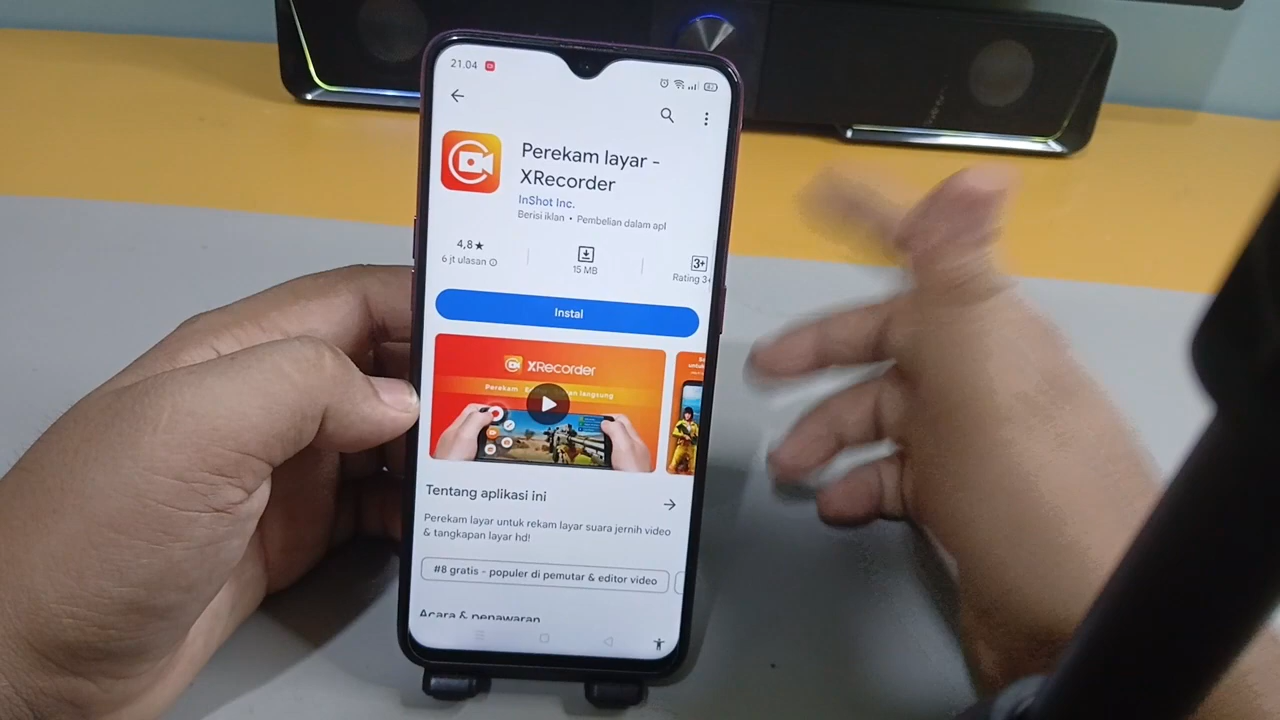 21.04
Perekam layar -
XRecorder
InShot Inc.
Berisi iklan • Pembelian dalam apl
4,8★
6 jt ulasan
15 MB
3+
Rating 3+
Instal
XRecorder
Perekam
langsung
Tentang aplikasi ini
Perekam layar untuk rekam layar suara jernih video
& tangkapan layar hd!
#8 gratis - populer di pemutar & editor video
Acara & penawaran